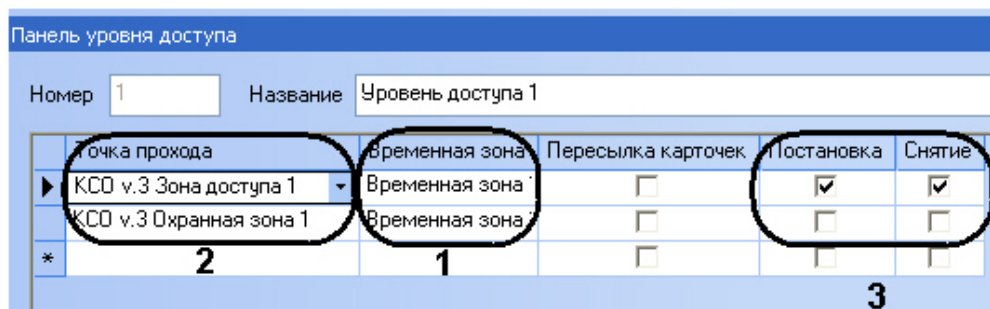 Панель уровня доступа
Номер 1 Название Уровень доступа 1
Точка прохода Временная зона Пересылка карточек Постановка Снятие
КСО v.3 Зона доступа 1 Временная зона
КСО v.3 Охранная зона 1 Временная зона
*
2 1
3